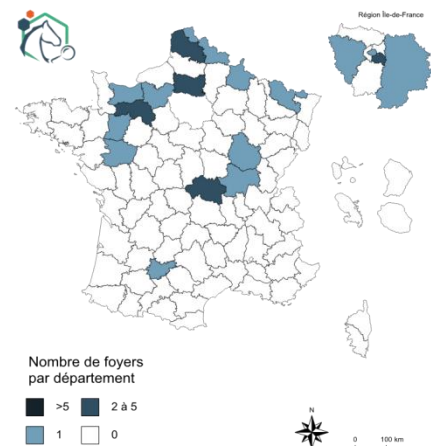 Région Île-de-France
Nombre de foyers
par département
>5
2 à 5
1
0
N
0 100 km